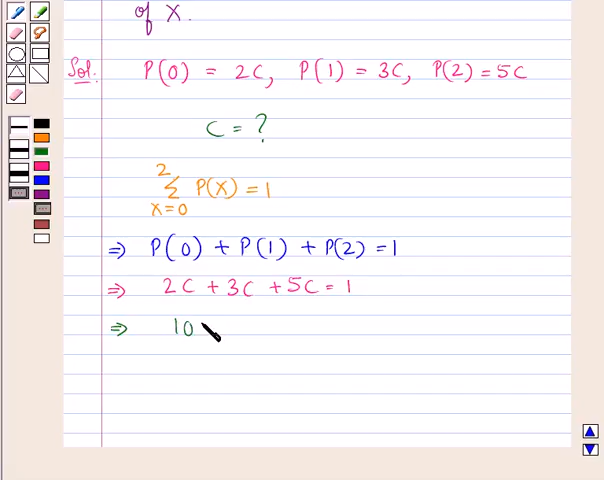 of X.
Sol. P(0) = 2C, P(1) = 3C, P(2) = 5C
C = ?
2
Σ P(X) = 1
X=0
⇒ P(0) + P(1) + P(2) = 1
⇒ 2C + 3C + 5C = 1
⇒ 10